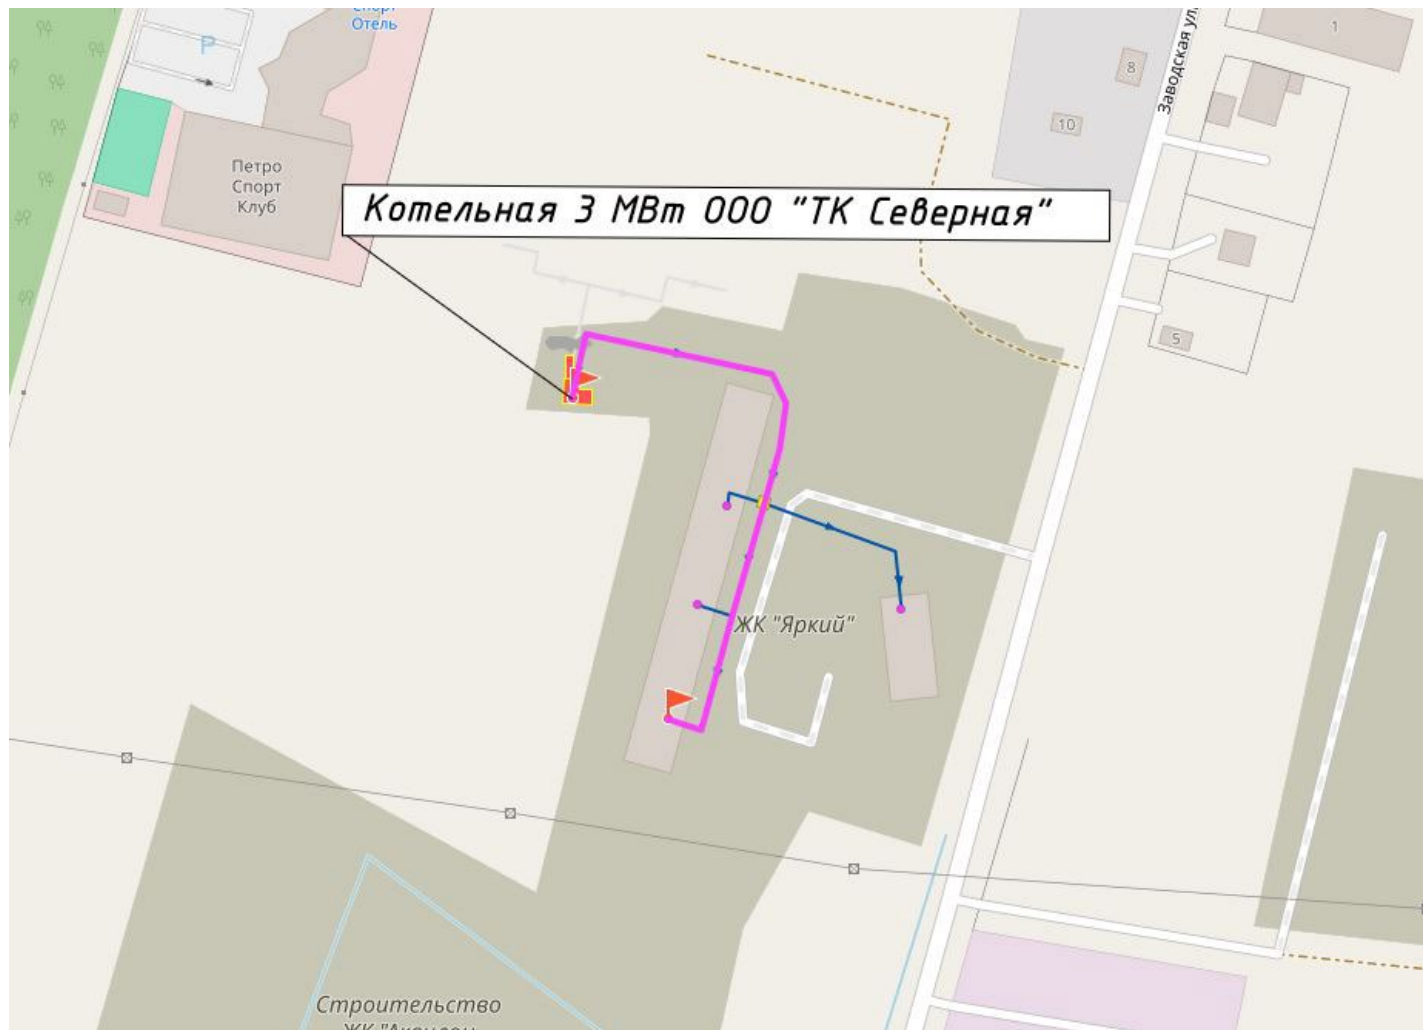 Спорт
Отель
P
1
8
Заводская ул.
10
Петро
Спорт
Клуб
Котельная 3 МВт ООО "ТК Северная"
5
ЖК "Яркий"
Строительство